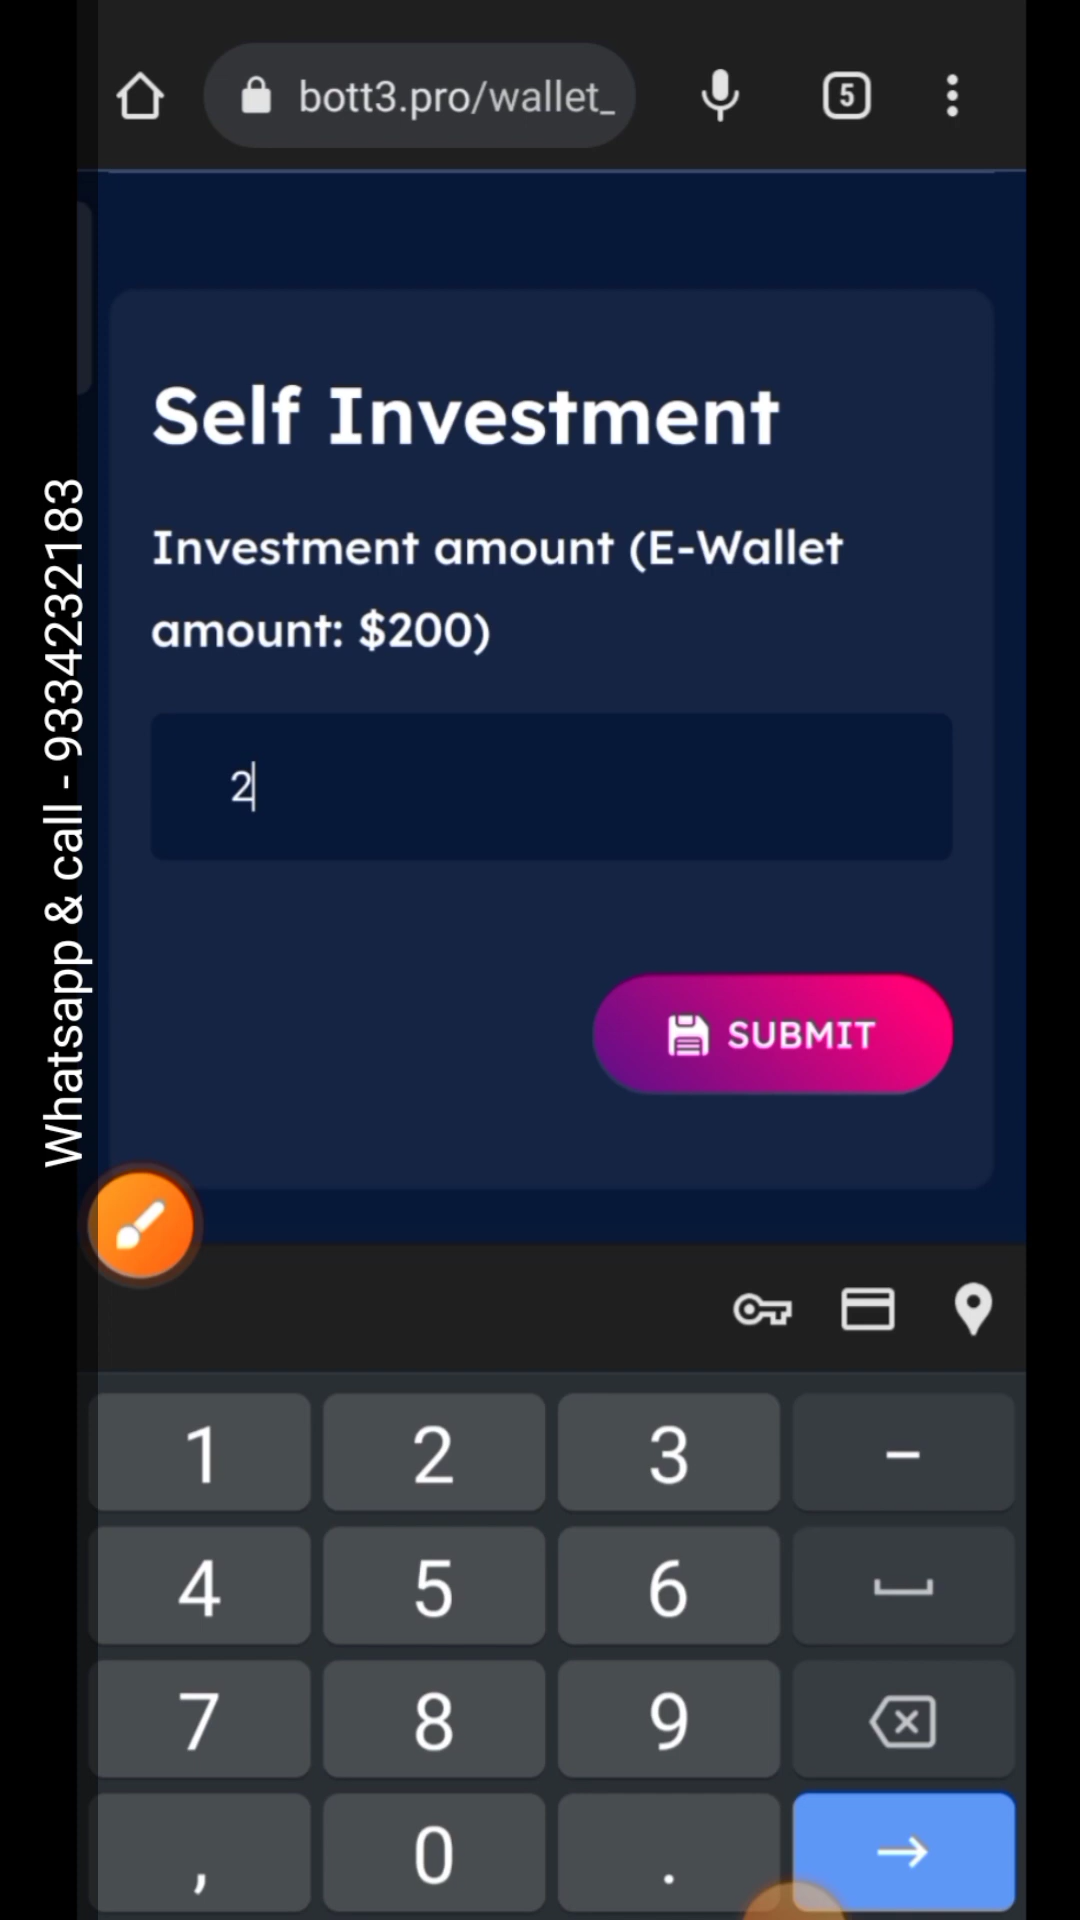 bott3.pro/wallet_
5
Self Investment
Investment amount (E-Wallet
amount: $200)
2
SUBMIT
Whatsapp & call - 9334232183
1 2 3 –
4 5 6
7 8 9
, 0 .